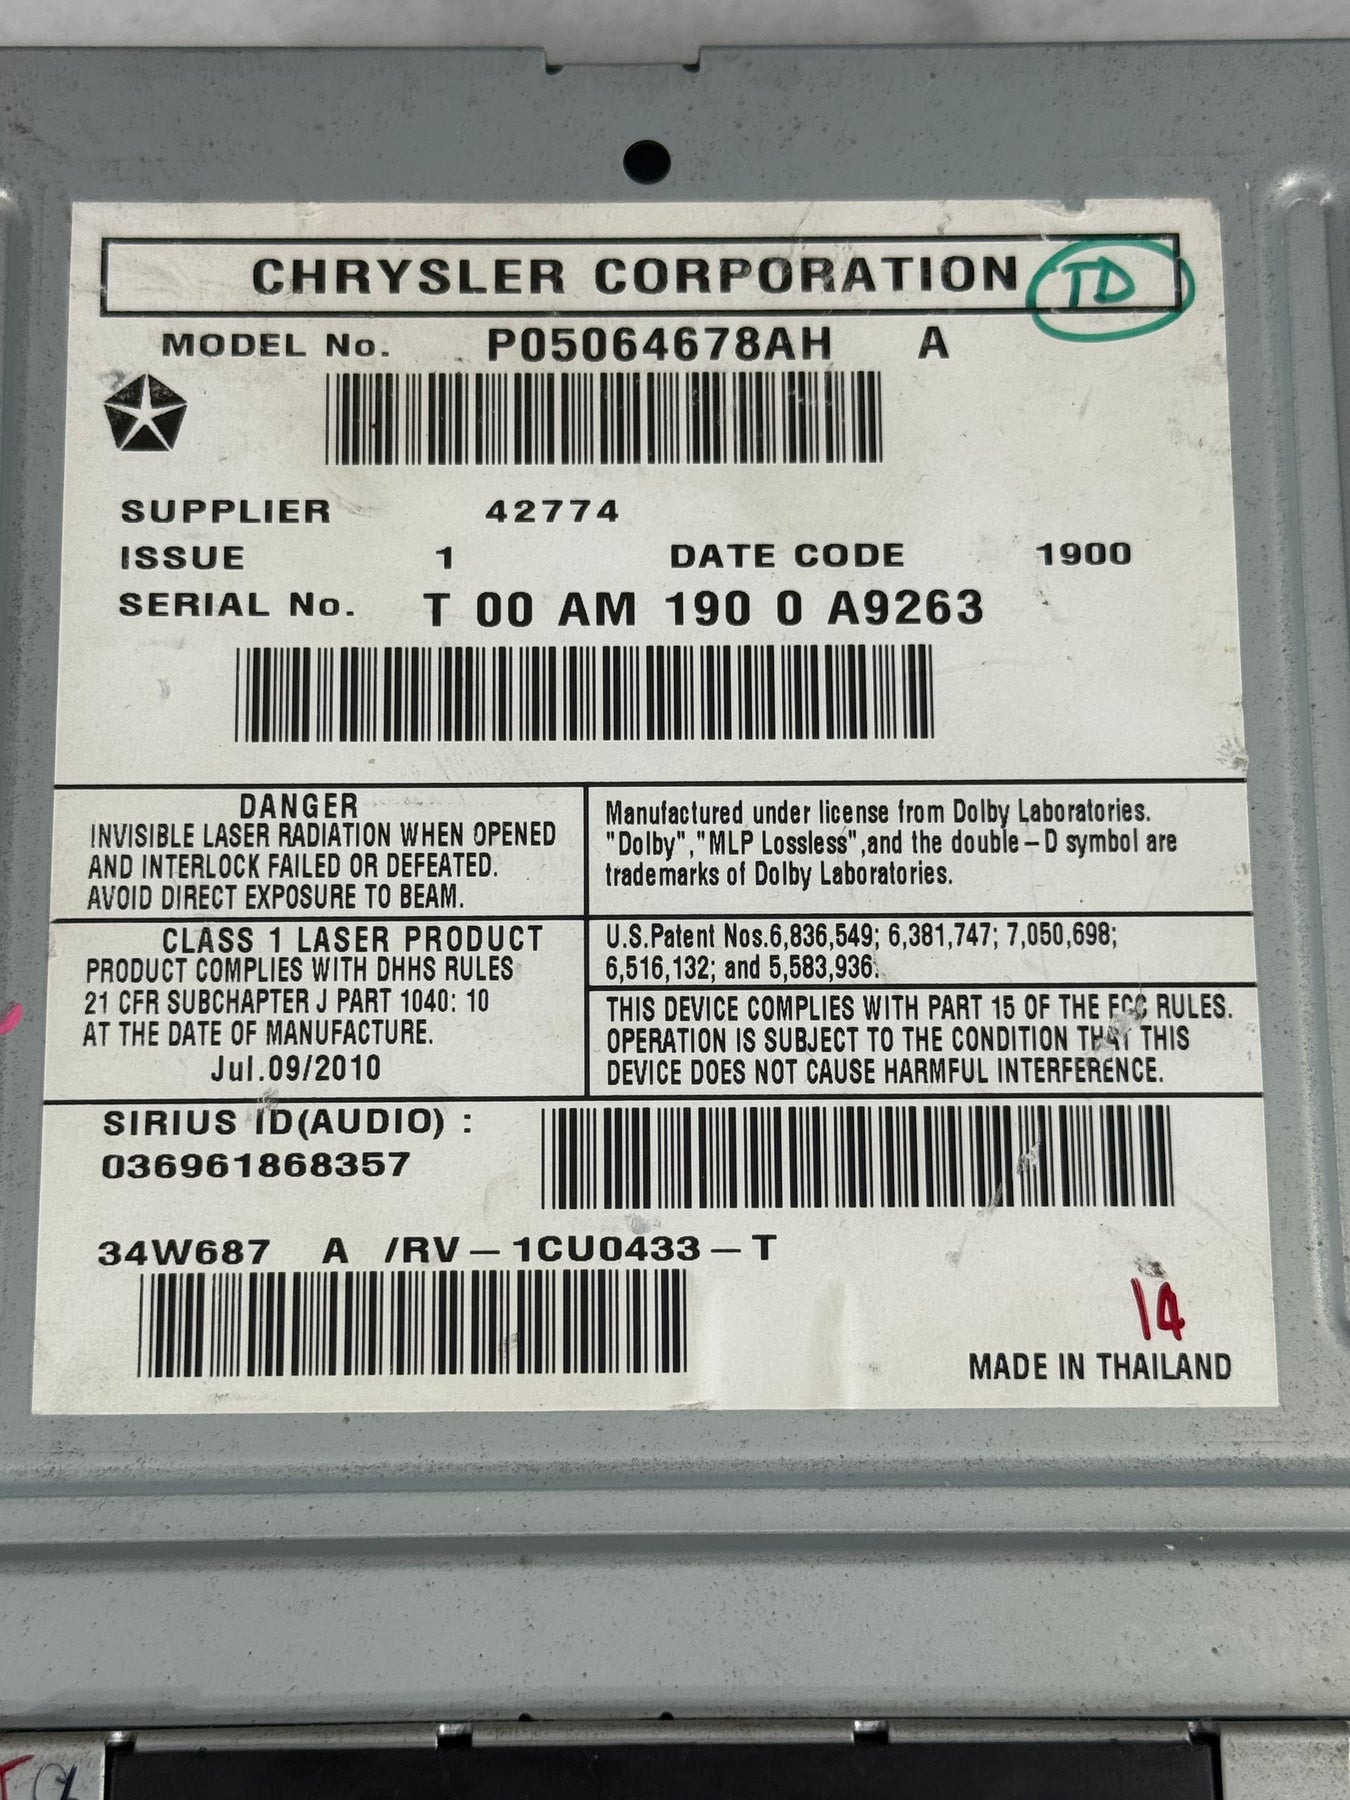 CHRYSLER CORPORATION TD
MODEL No. P05064678AH A
SUPPLIER 42774
ISSUE 1 DATE CODE 1900
SERIAL No. T 00 AM 190 0 A9263
DANGER
INVISIBLE LASER RADIATION WHEN OPENED
AND INTERLOCK FAILED OR DEFEATED.
AVOID DIRECT EXPOSURE TO BEAM.
Manufactured under license from Dolby Laboratories.
"Dolby","MLP Lossless",and the double–D symbol are
trademarks of Dolby Laboratories.
CLASS 1 LASER PRODUCT
PRODUCT COMPLIES WITH DHHS RULES
21 CFR SUBCHAPTER J PART 1040: 10
AT THE DATE OF MANUFACTURE.
Jul.09/2010
U.S.Patent Nos.6,836,549; 6,381,747; 7,050,698;
6,516,132; and 5,583,936.
THIS DEVICE COMPLIES WITH PART 15 OF THE FCC RULES.
OPERATION IS SUBJECT TO THE CONDITION THAT THIS
DEVICE DOES NOT CAUSE HARMFUL INTERFERENCE.
SIRIUS ID(AUDIO) :
036961868357
34W687 A /RV–1CU0433–T
14
MADE IN THAILAND